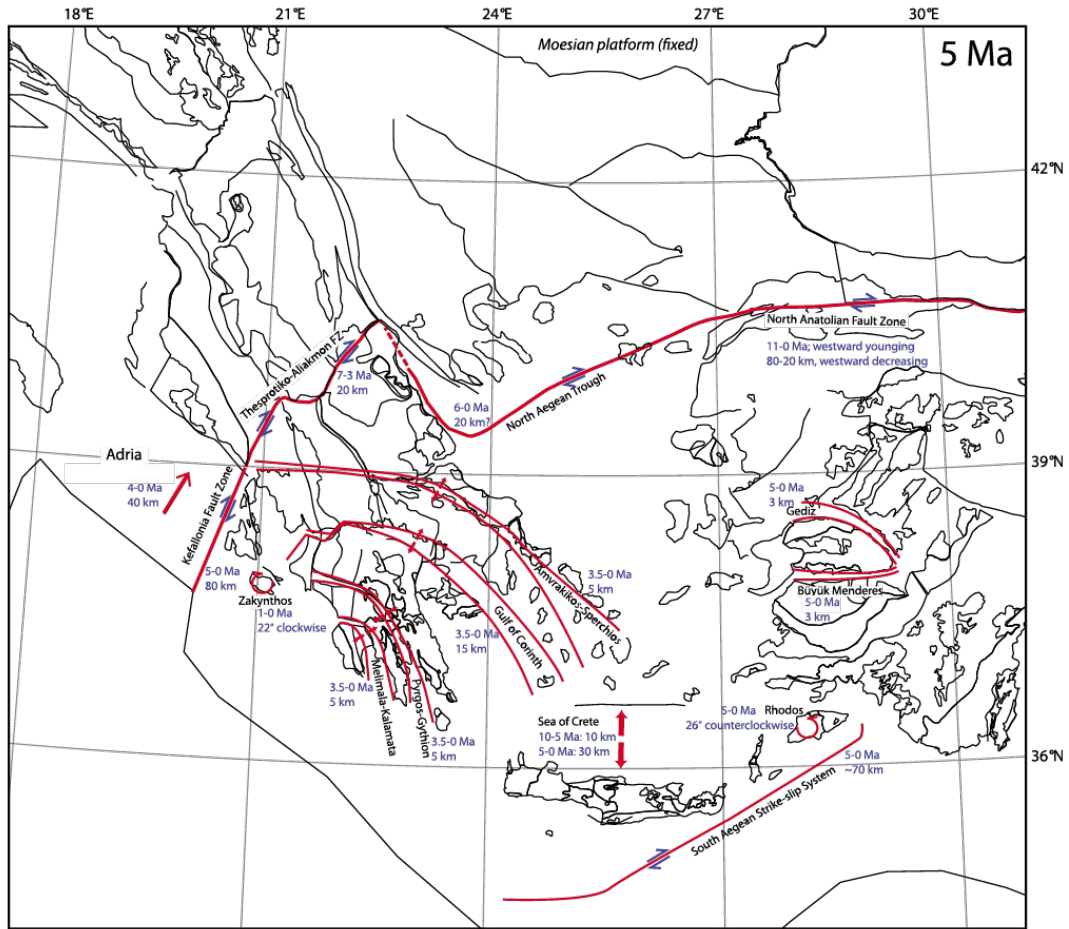 18°E
21°E
24°E
27°E
30°E
Moesian platform (fixed)
5 Ma
42°N
North Anatolian Fault Zone
11-0 Ma; westward younging
80-20 km, westward decreasing
Thesprotiko-Aliakmon FZ
7-3 Ma
20 km
6-0 Ma
20 km?
North Aegean Trough
39°N
Adria
4-0 Ma
40 km
Kefallonia Fault Zone
5-0 Ma
80 km
Zakynthos
1-0 Ma
22° clockwise
5-0 Ma
3 km
Gediz
Büyük Menderes
5-0 Ma
3 km
Amvrakikos-Sperchios
3.5-0 Ma
5 km
Gulf of Corinth
3.5-0 Ma
15 km
3.5-0 Ma
5 km
Melimala-Kalamata
Pyrgos-Gythion
3.5-0 Ma
5 km
Sea of Crete
10-5 Ma: 10 km
5-0 Ma: 30 km
5-0 Ma
Rhodos
26° counterclockwise
5-0 Ma
~70 km
36°N
South Aegean Strike-slip System